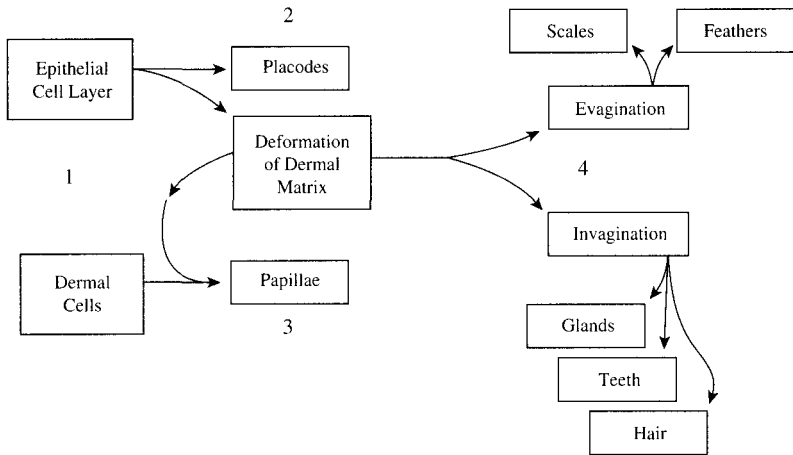 2
Scales
Feathers
Epithelial
Cell Layer
Placodes
Evagination
Deformation
of Dermal
Matrix
1
4
Invagination
Dermal
Cells
Papillae
3
Glands
Teeth
Hair